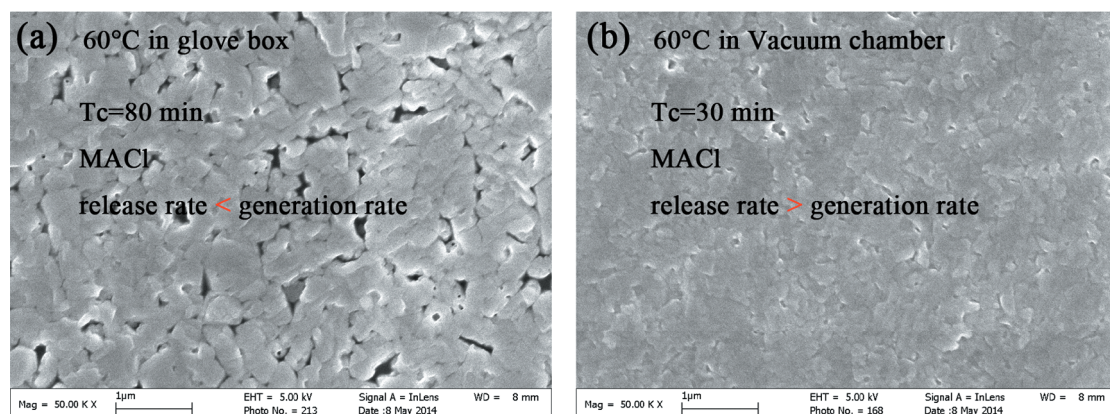 (a) 60°C in glove box
Tc=80 min
MACl
release rate < generation rate
Mag = 50.00 K X
1μm
EHT = 5.00 kV
Signal A = InLens
WD = 8 mm
Photo No. = 213
Date :8 May 2014
(b) 60°C in Vacuum chamber
Tc=30 min
MACl
release rate > generation rate
Mag = 50.00 K X
1μm
EHT = 5.00 kV
Signal A = InLens
WD = 8 mm
Photo No. = 168
Date :8 May 2014